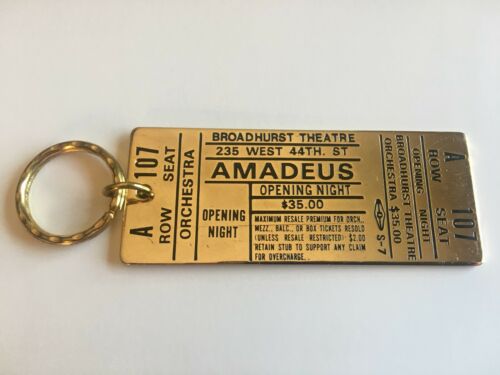 A 107
ROW SEAT
ORCHESTRA
BROADHURST THEATRE
235 WEST 44TH. ST
AMADEUS
OPENING NIGHT
$35.00
OPENING
NIGHT
MAXIMUM RESALE PREMIUM FOR ORCH.,
MEZZ., BALC., OR BOX TICKETS RESOLD
(UNLESS RESALE RESTRICTED) $2.00
RETAIN STUB TO SUPPORT ANY CLAIM
FOR OVERCHARGE.
S-7
A 107
ROW SEAT
OPENING NIGHT
BROADHURST THEATRE
ORCHESTRA $35.00